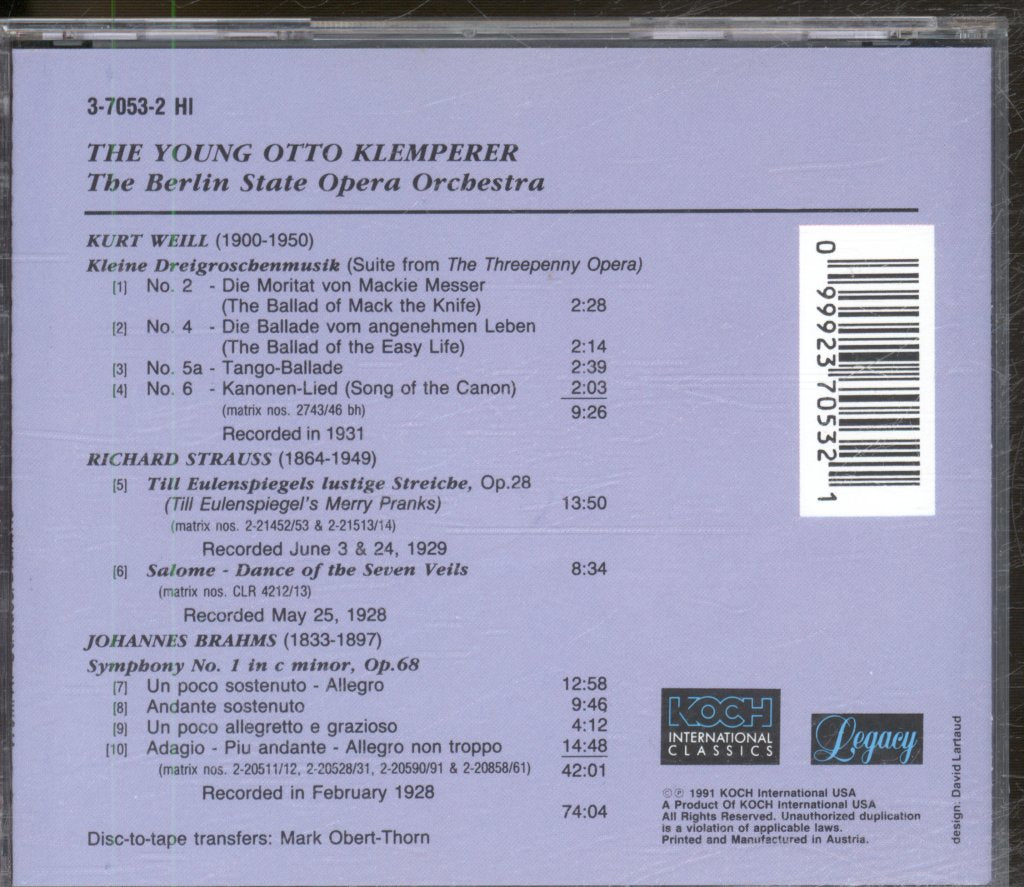 3-7053-2 HI
THE YOUNG OTTO KLEMPERER
The Berlin State Opera Orchestra
KURT WEILL (1900-1950)
Kleine Dreigroschenmusik (Suite from The Threepenny Opera)
[1] No. 2 - Die Moritat von Mackie Messer
(The Ballad of Mack the Knife) 2:28
[2] No. 4 - Die Ballade vom angenehmen Leben
(The Ballad of the Easy Life) 2:14
[3] No. 5a - Tango-Ballade 2:39
[4] No. 6 - Kanonen-Lied (Song of the Canon) 2:03
(matrix nos. 2743/46 bh) 9:26
Recorded in 1931
RICHARD STRAUSS (1864-1949)
[5] Till Eulenspiegels lustige Streiche, Op.28
(Till Eulenspiegel's Merry Pranks) 13:50
(matrix nos. 2-21452/53 & 2-21513/14)
Recorded June 3 & 24, 1929
[6] Salome - Dance of the Seven Veils 8:34
(matrix nos. CLR 4212/13)
Recorded May 25, 1928
JOHANNES BRAHMS (1833-1897)
Symphony No. 1 in c minor, Op.68
[7] Un poco sostenuto - Allegro 12:58
[8] Andante sostenuto 9:46
[9] Un poco allegretto e grazioso 4:12
[10] Adagio - Piu andante - Allegro non troppo 14:48
(matrix nos. 2-20511/12, 2-20528/31, 2-20590/91 & 2-20858/61) 42:01
Recorded in February 1928
74:04
Disc-to-tape transfers: Mark Obert-Thorn
0 99923 70532 1
KOCH
INTERNATIONAL
CLASSICS
Legacy
©℗ 1991 KOCH International USA
A Product Of KOCH International USA
All Rights Reserved. Unauthorized duplication
is a violation of applicable laws.
Printed and Manufactured in Austria.
design: David Lartaud